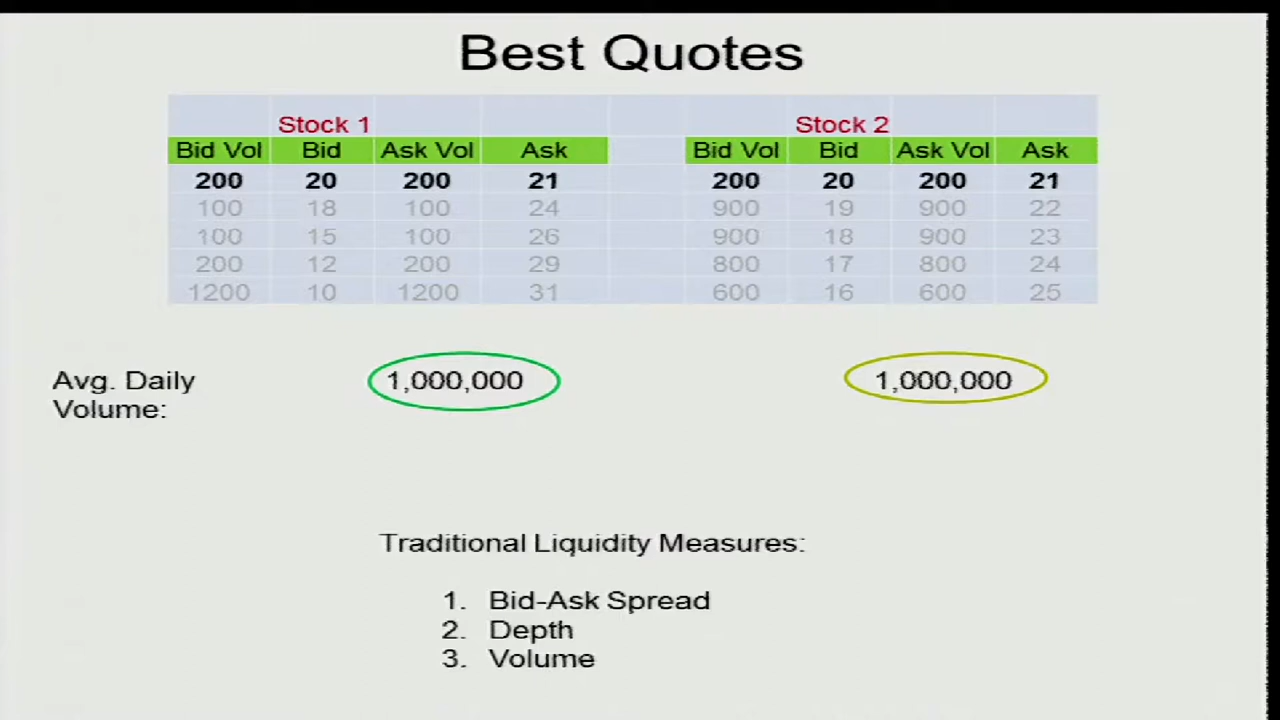 Best Quotes
Stock 1 Stock 2
Bid Vol Bid Ask Vol Ask Bid Vol Bid Ask Vol Ask
200 20 200 21 200 20 200 21
100 18 100 24 900 19 900 22
100 15 100 26 900 18 900 23
200 12 200 29 800 17 800 24
1200 10 1200 31 600 16 600 25
Avg. Daily 1,000,000 1,000,000
Volume:
Traditional Liquidity Measures:
1. Bid-Ask Spread
2. Depth
3. Volume